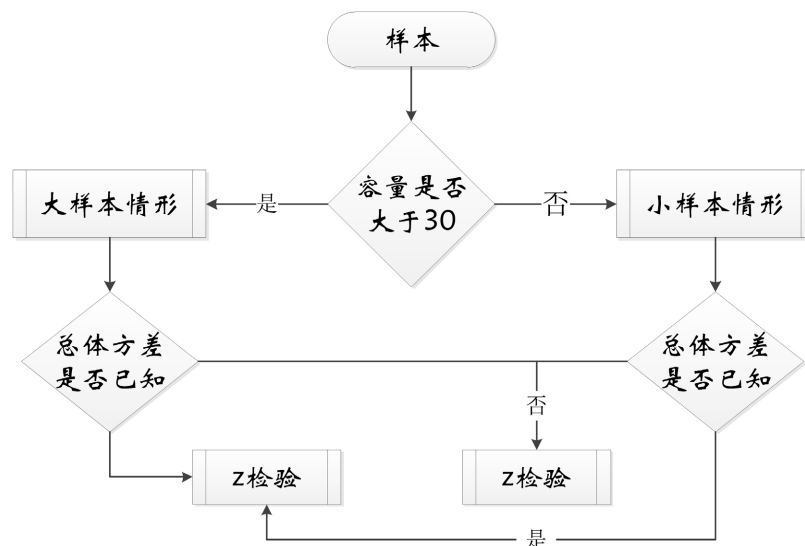 样本
容量是否
大于30
是
否
大样本情形
小样本情形
总体方差
是否已知
总体方差
是否已知
否
z检验
z检验
是